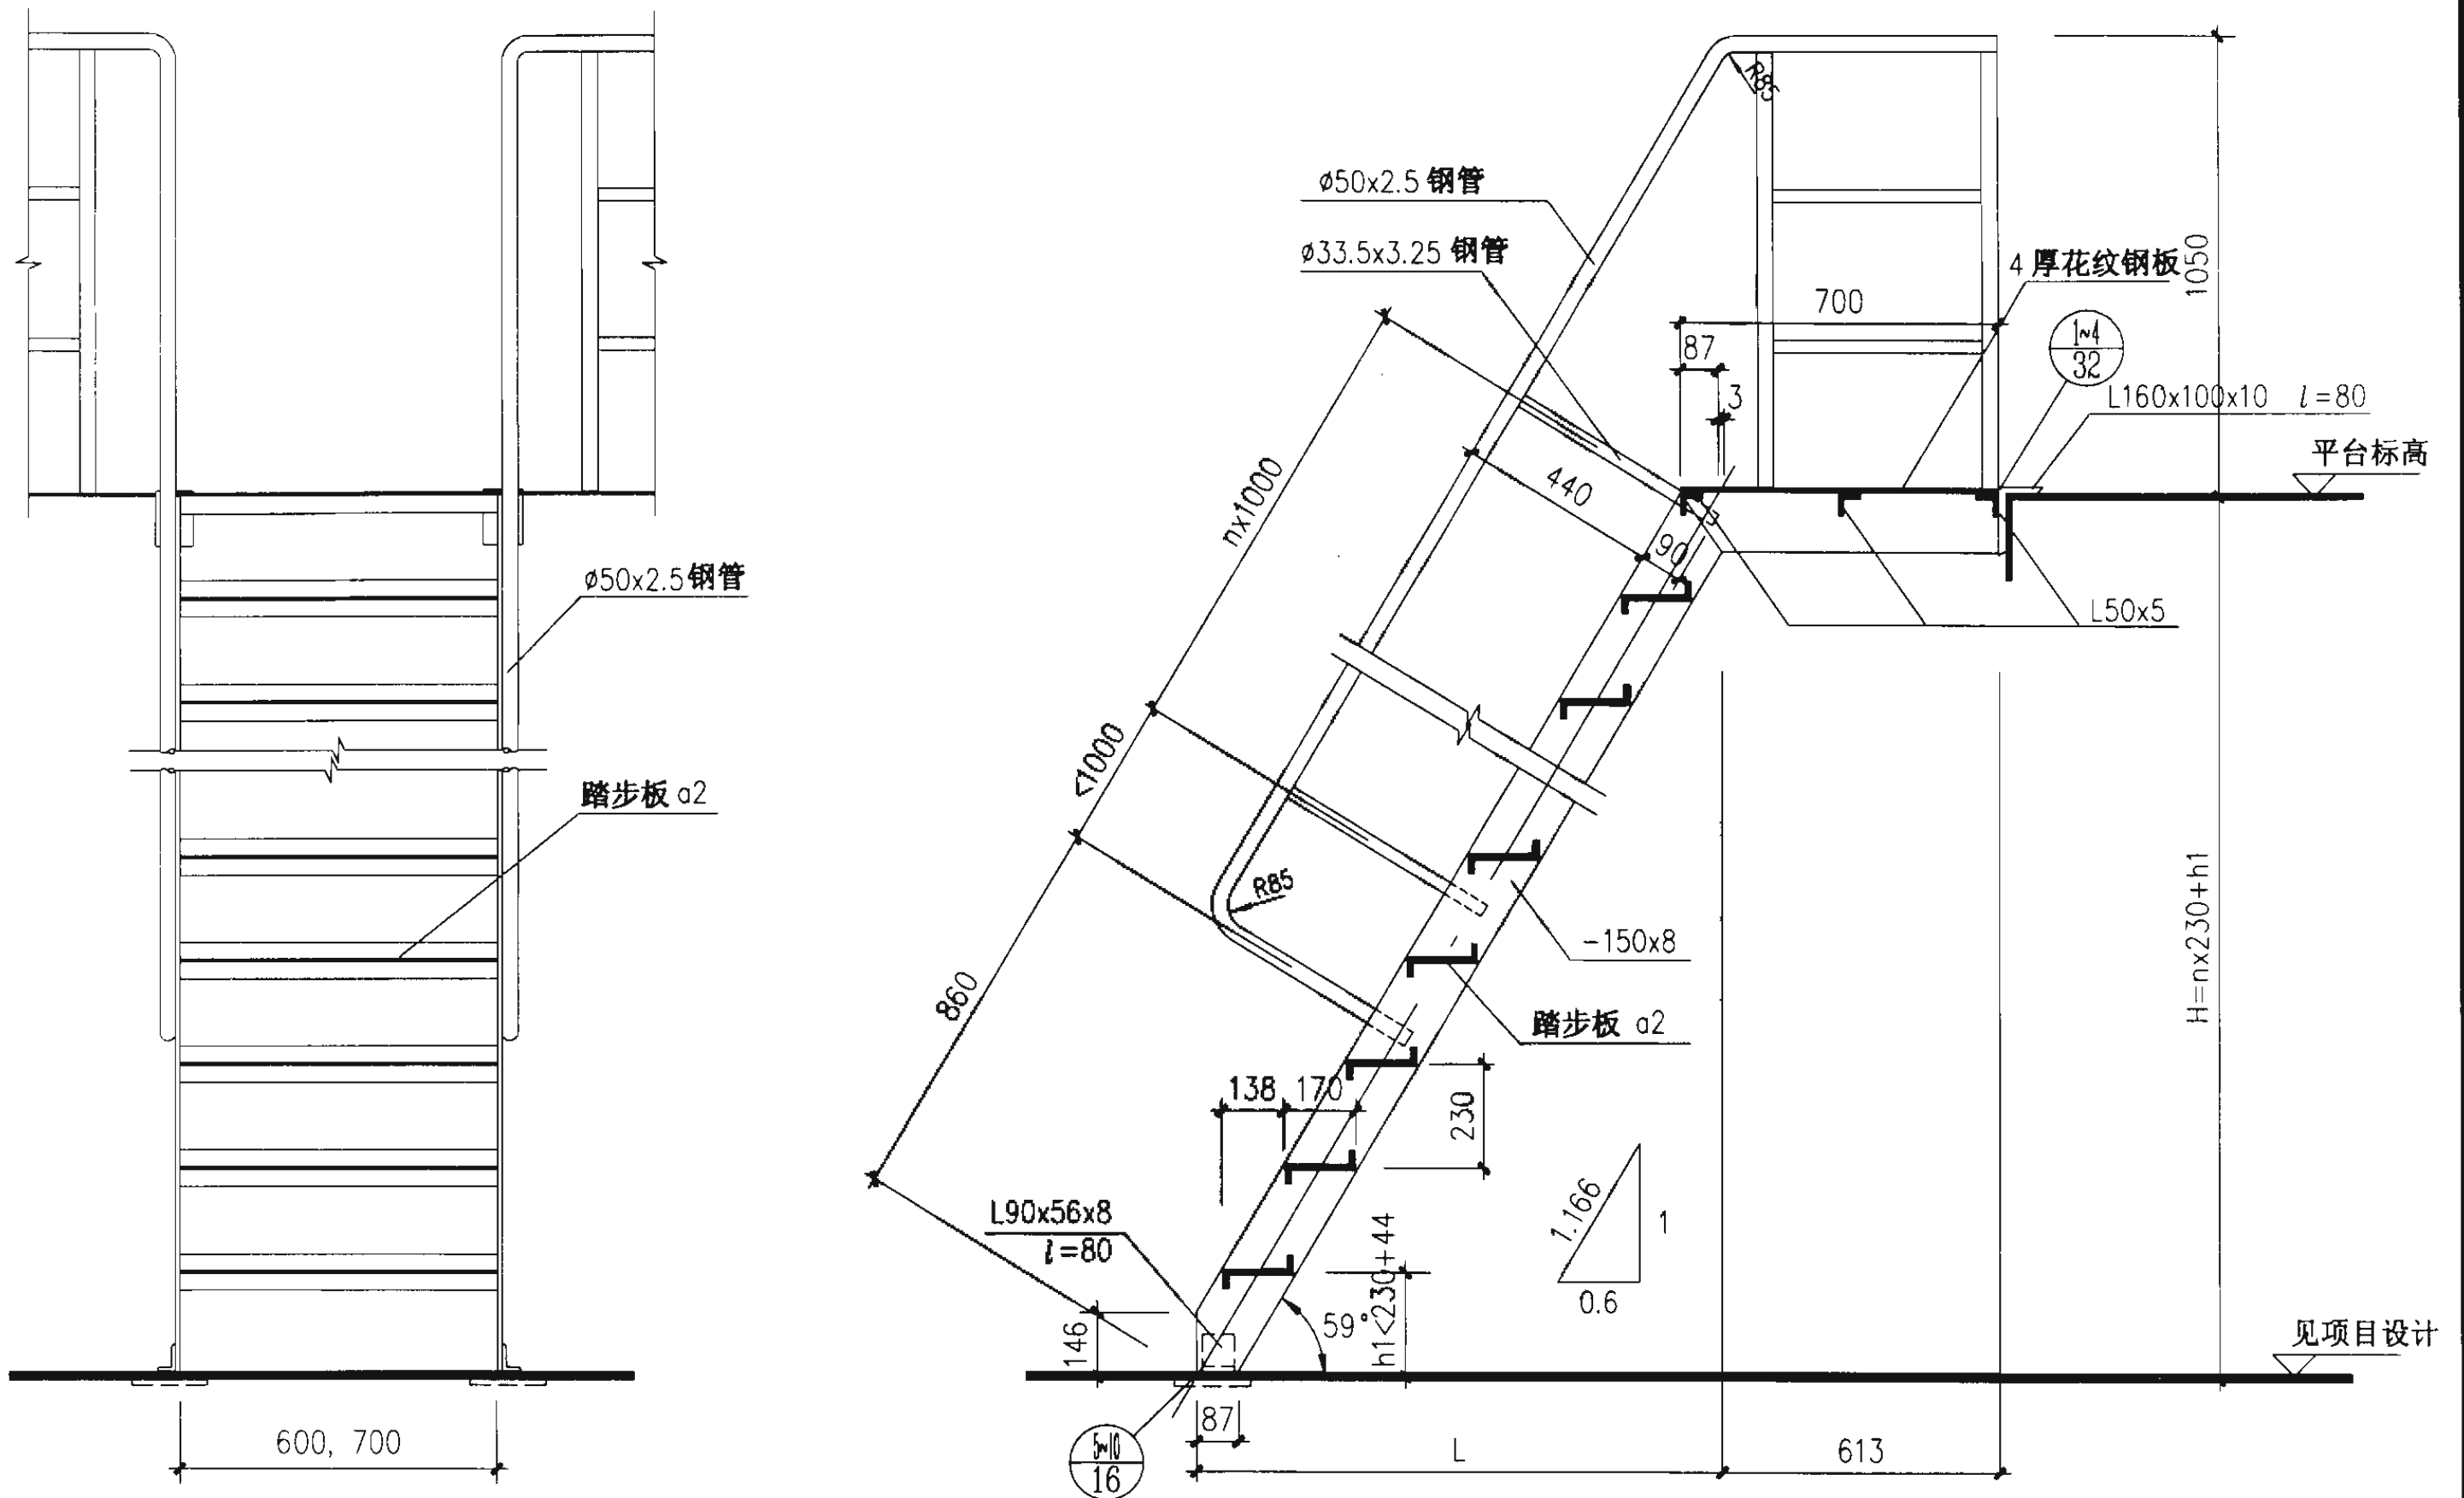 R85
ø50x2.5 钢管
ø33.5x3.25 钢管
4 厚花纹钢板
1050
700
1~4
32
87
3
L160x100x10 l=80
平台标高
440
nx1000
90
ø50x2.5 钢管
L50x5
<1000
踏步板 a2
R85
-150x8
H=nx230+h1
860
踏步板 a2
138
170
230
L90x56x8
l=80
1.166
1
0.6
h1<230+44
59°
146
见项目设计
87
600, 700
5~10
16
L
613